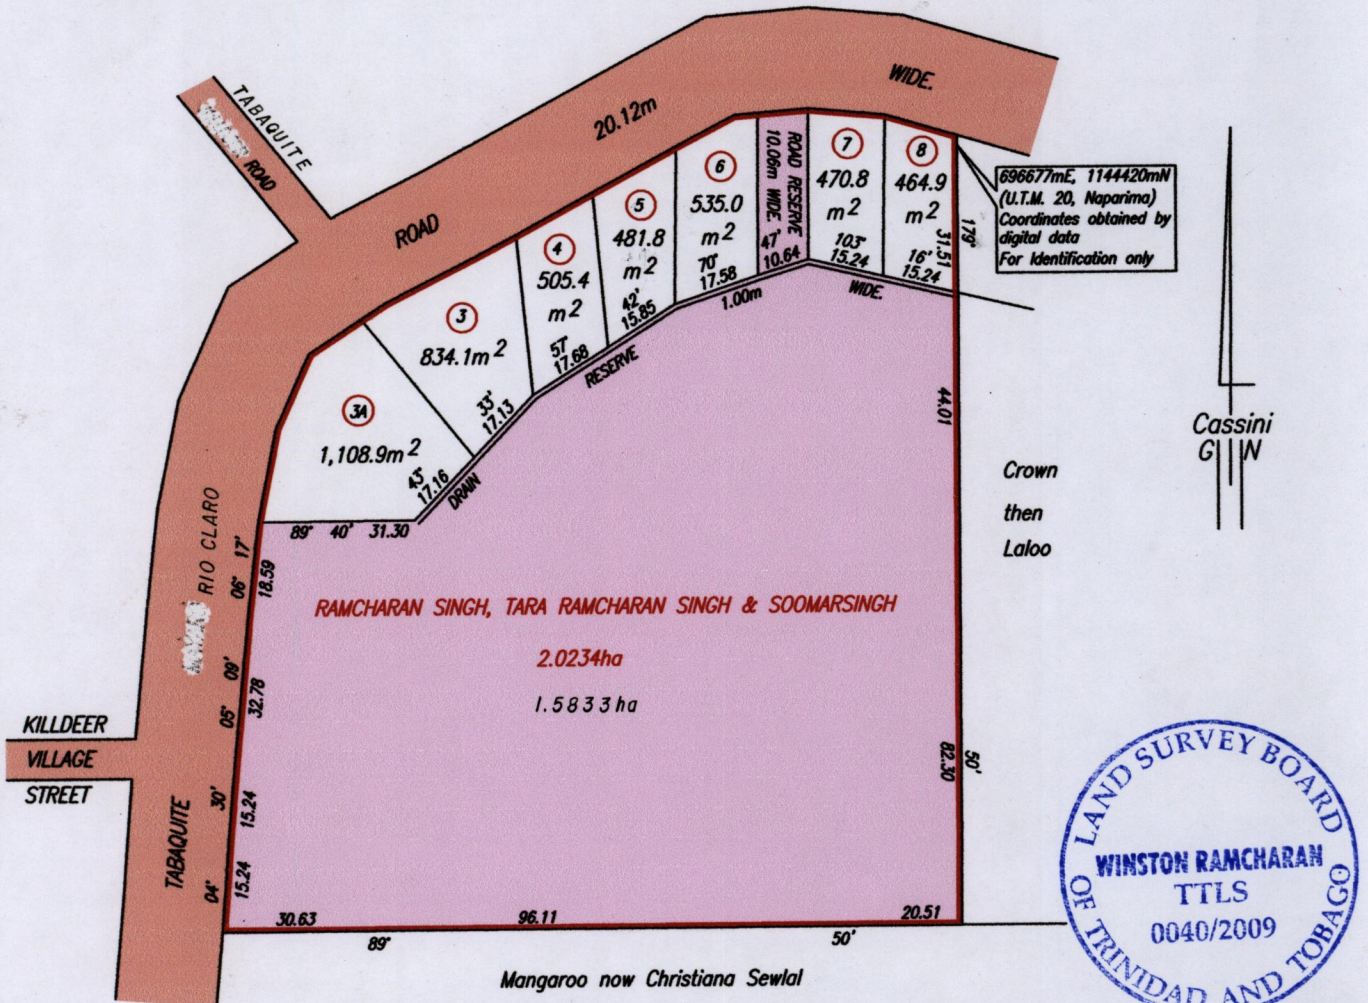 WIDE.
20.12m
ROAD
TABAQUITE
ROAD
3A
1,108.9m2
43°
17.16
3
834.1m2
33'
17.13
4
505.4
m2
57°
17.68
5
481.8
m2
42'
15.85
6
535.0
m2
70°
17.58
ROAD RESERVE
10.06m WIDE.
47'
10.64
7
470.8
m2
103°
15.24
8
464.9
m2
16'
15.24
31.51
179°
696677mE, 1144420mN
(U.T.M. 20, Naparima)
Coordinates obtained by
digital data
For Identification only
DRAIN
RESERVE
1.00m
WIDE.
89° 40' 31.30
44.01
Crown
then
Laloo
Cassini
G N
RIO CLARO
06° 17'
18.59
RAMCHARAN SINGH, TARA RAMCHARAN SINGH & SOOMARSINGH
2.0234ha
1.5833ha
05° 09'
32.78
KILLDEER
VILLAGE
STREET
TABAQUITE
04° 30'
15.24
15.24
82.30
50'
30.63
96.11
20.51
89° 50'
Mangaroo now Christiana Sewlal
LAND SURVEY BOARD
OF TRINIDAD AND TOBAGO
WINSTON RAMCHARAN
TTLS
0040/2009